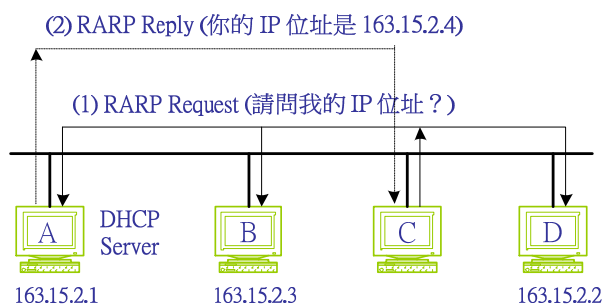 (2) RARP Reply (你的 IP 位址是 163.15.2.4)
(1) RARP Request (請問我的 IP 位址？)
A
DHCP
Server
B
C
D
163.15.2.1
163.15.2.3
163.15.2.2